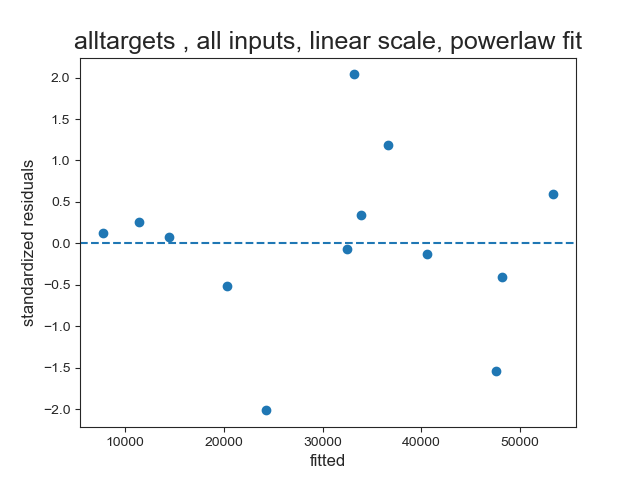 alltargets , all inputs, linear scale, powerlaw fit
2.0
1.5
1.0
0.5
0.0
−0.5
−1.0
−1.5
−2.0
standardized residuals
10000 20000 30000 40000 50000
fitted